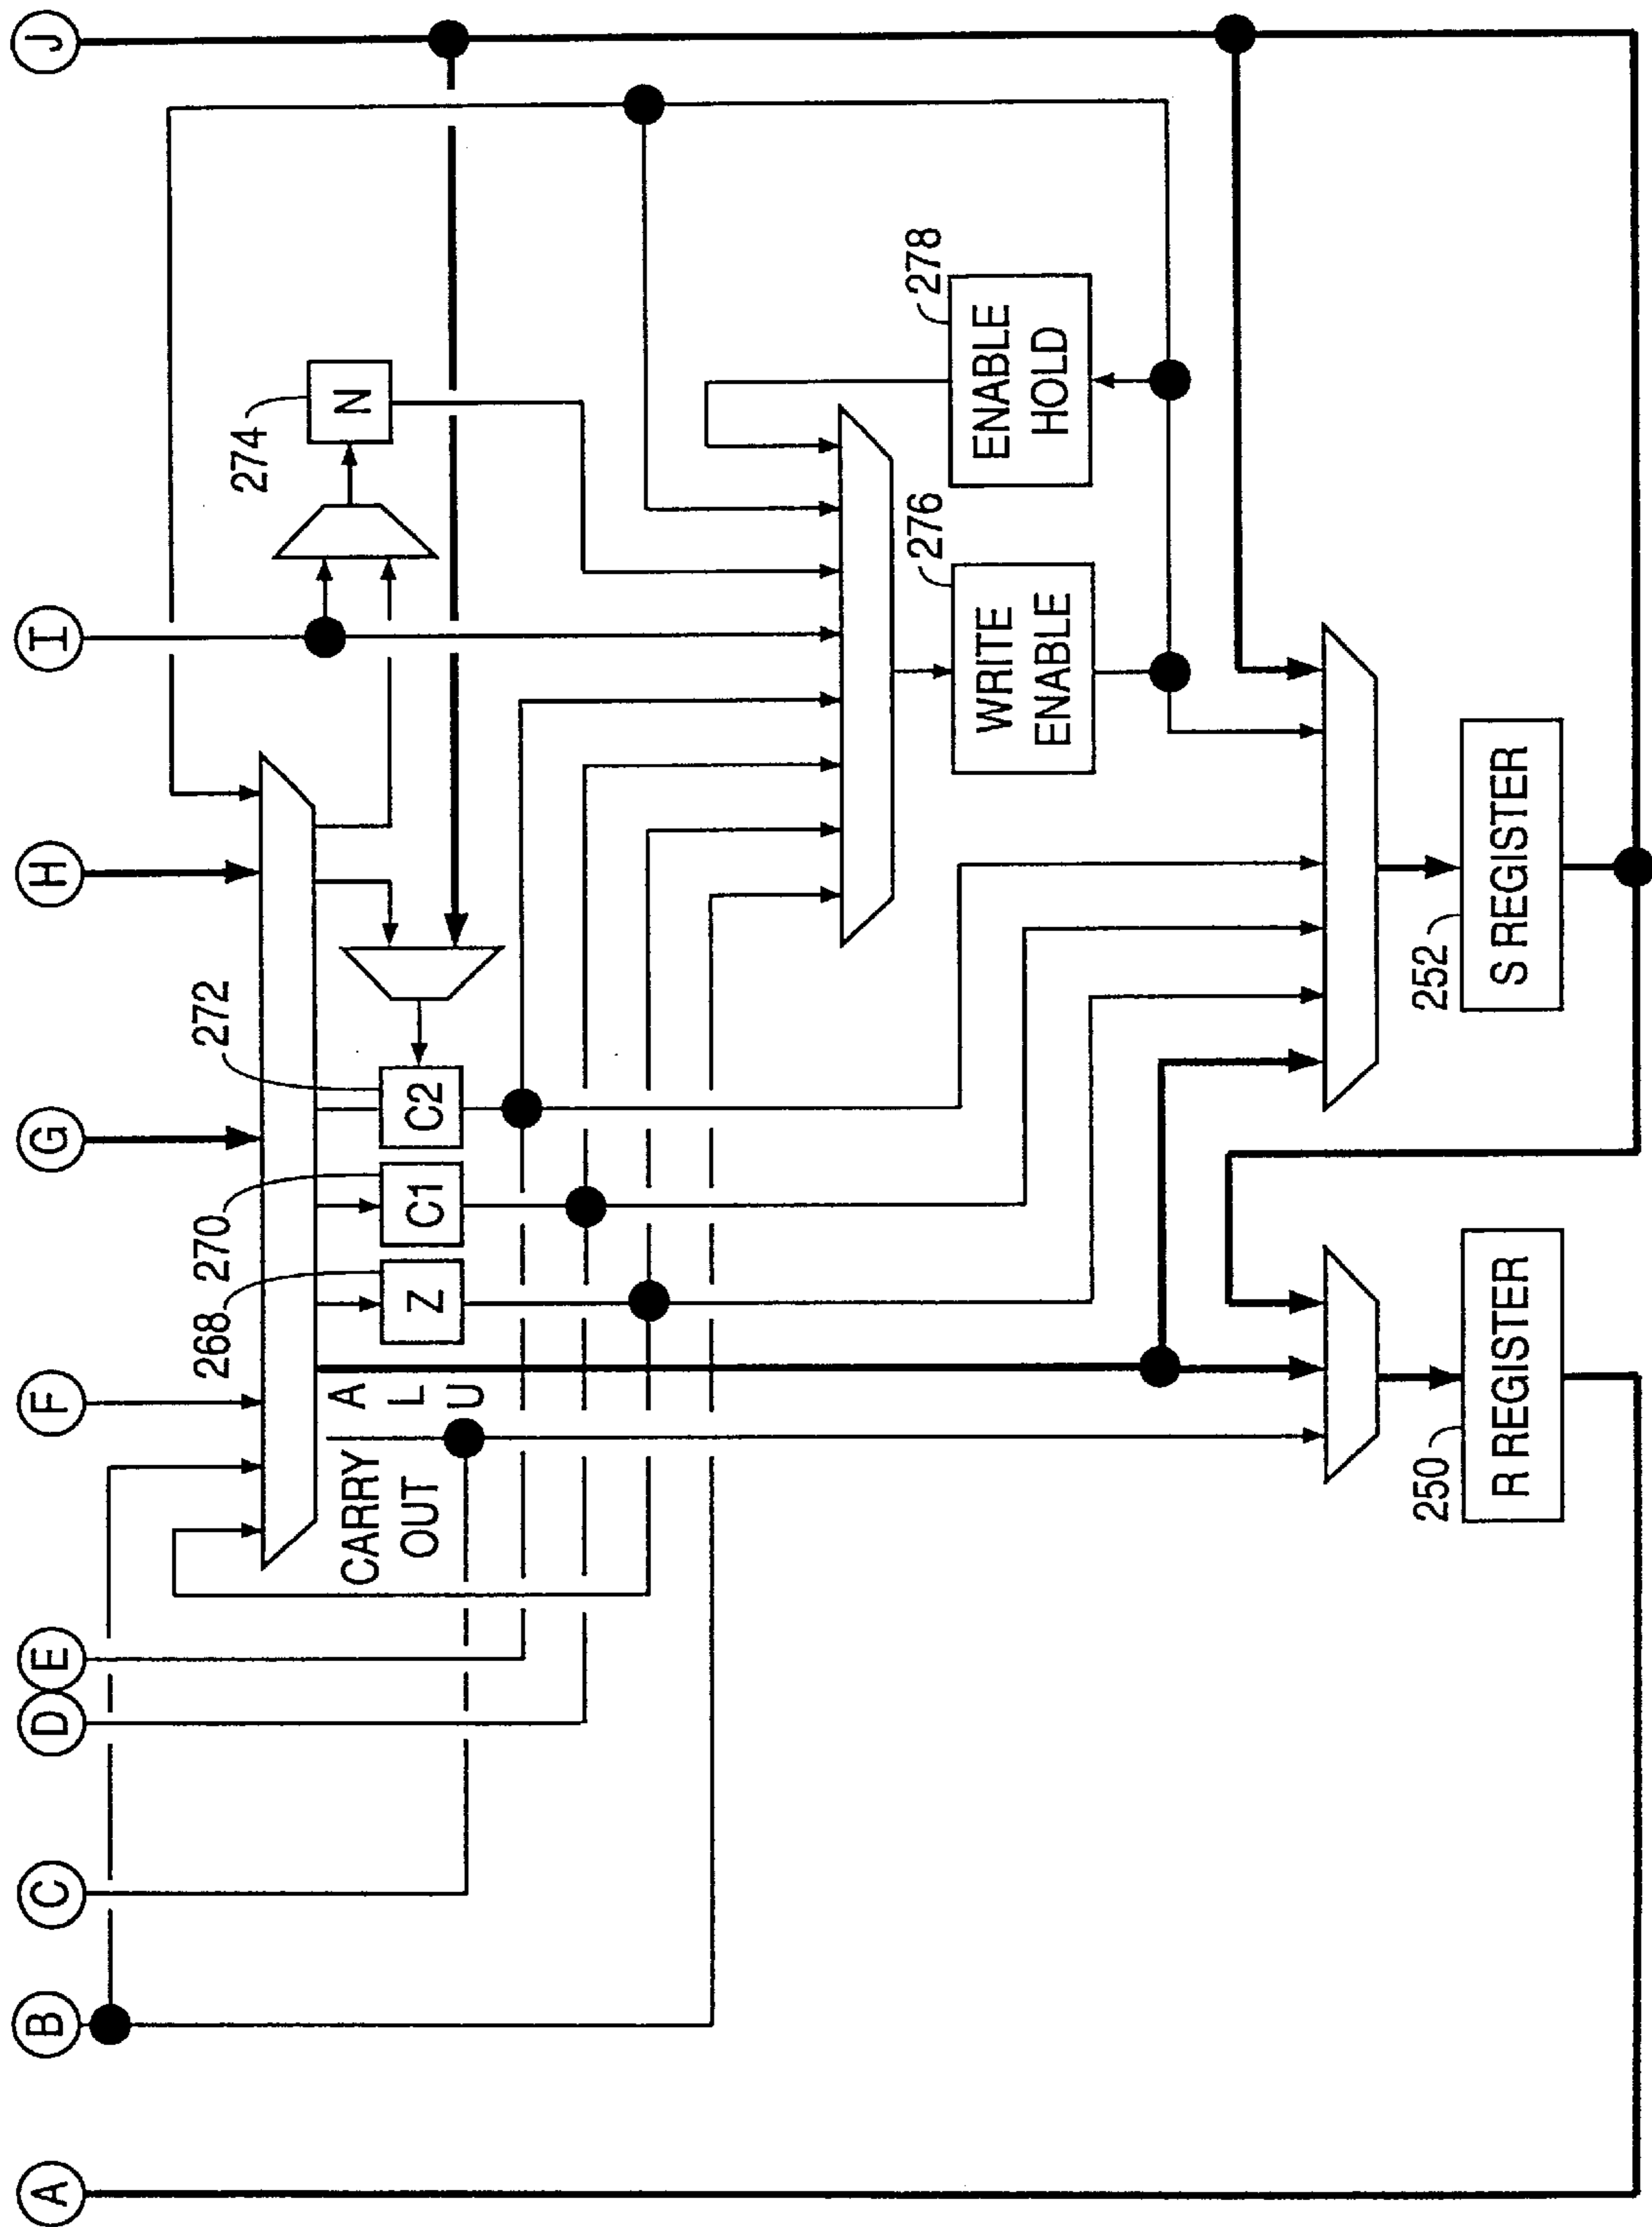 A
B
C
D
E
F
G
H
I
J
268
270
272
274
Z
C1
C2
N
ALU
CARRY
OUT
276
278
WRITE
ENABLE
ENABLE
HOLD
250
252
R REGISTER
S REGISTER